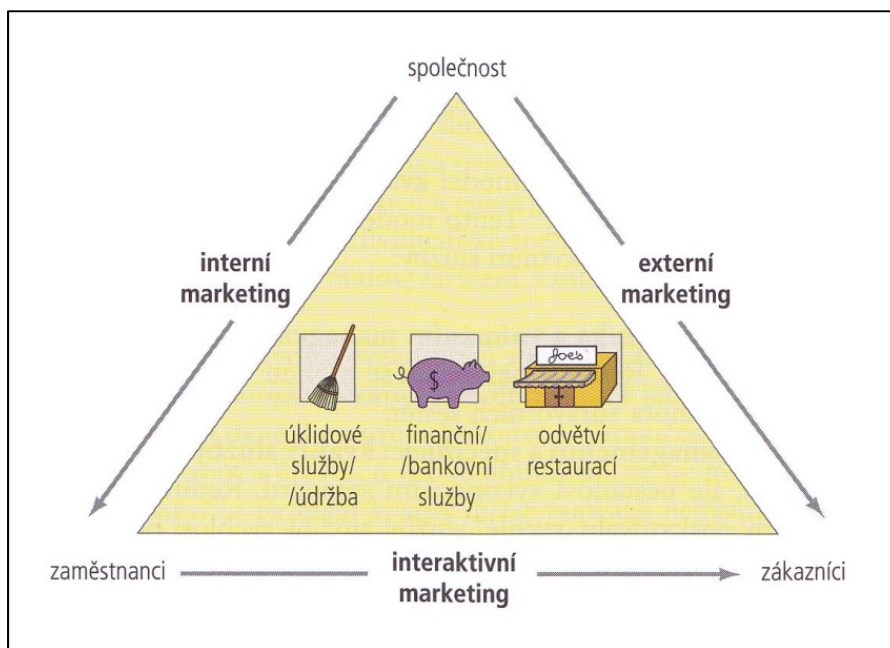 společnost
interní
marketing
externí
marketing
Joe's
$
úklidové
služby/
/údržba
finanční/
/bankovní
služby
odvětví
restaurací
zaměstnanci
interaktivní
marketing
zákazníci